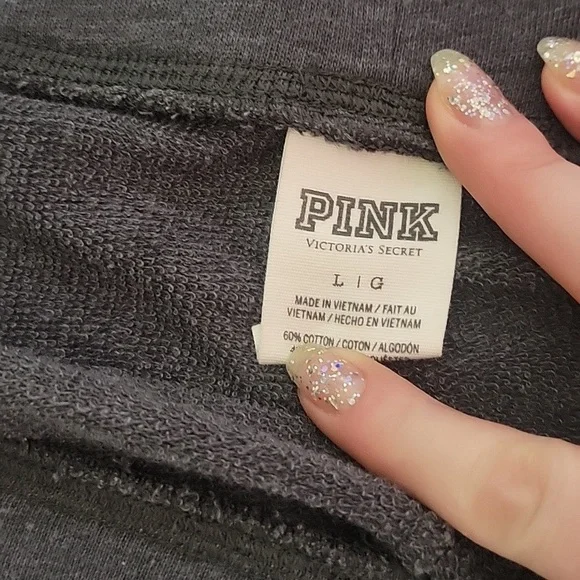 PINK
VICTORIA'S SECRET
L | G
MADE IN VIETNAM / FAIT AU
VIETNAM / HECHO EN VIETNAM
60% COTTON / COTON / ALGODÓN